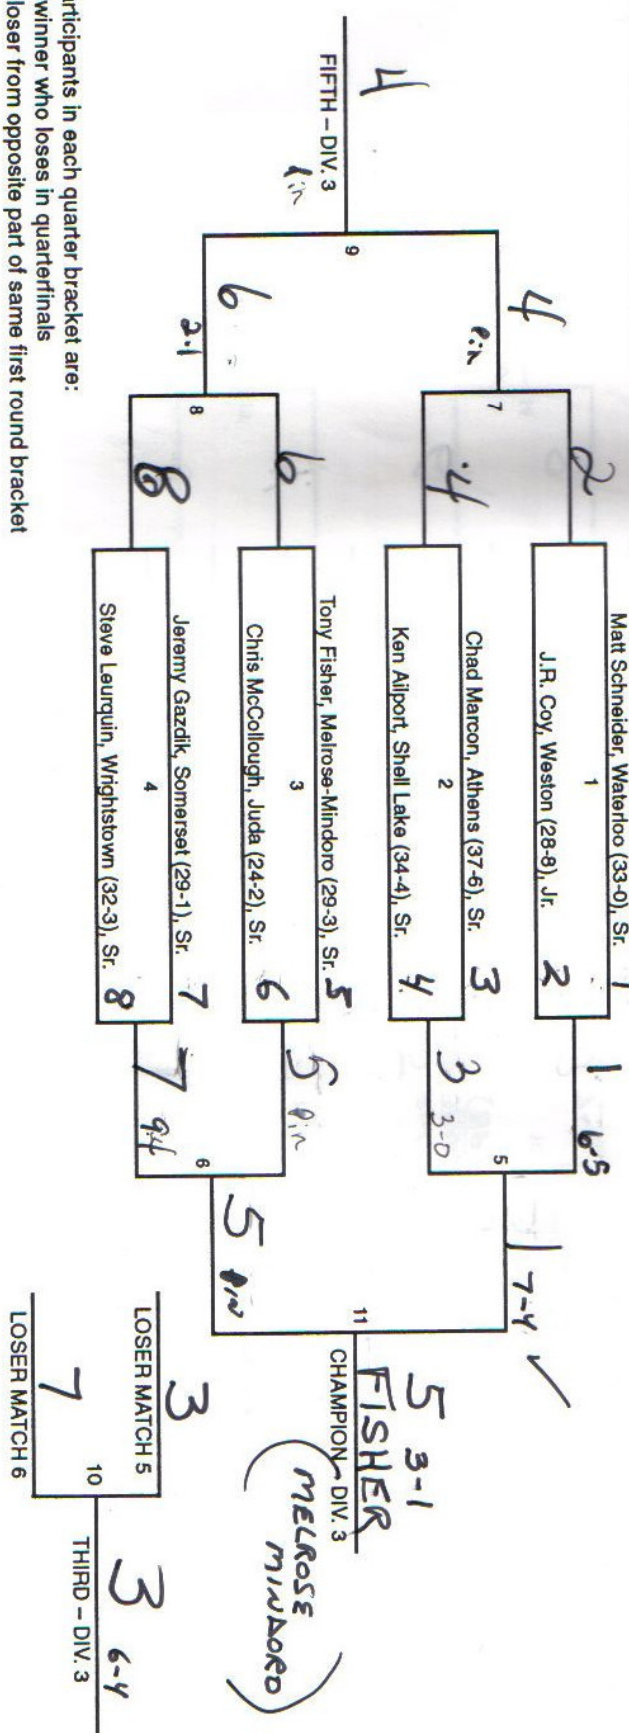 4
FIFTH – DIV. 3
Pin
9
4
Pin
6
2-1
7
8
2
4
6
8
Matt Schneider, Waterloo (33-0), Sr. 1
1
J.R. Coy, Weston (28-8), Jr. 2
Chad Marcon, Athens (37-6), Sr. 3
2
Ken Ailport, Shell Lake (34-4), Sr. 4
Tony Fisher, Melrose-Mindoro (29-3), Sr. 5
3
Chris McCollough, Juda (24-2), Sr. 6
Jeremy Gazdik, Somerset (29-1), Sr. 7
4
Steve Leurquin, Wrightstown (32-3), Sr. 8
1
6-5
3
3-0
5
5
Pin
7
9-4
6
1
7-4 ✓
5
Pin
11
5 3-1
FISHER
CHAMPION – DIV. 3
(MELROSE
MINDORO)
3
LOSER MATCH 5
10
7
LOSER MATCH 6
3 6-4
THIRD – DIV. 3
rticipants in each quarter bracket are:
winner who loses in quarterfinals
loser from opposite part of same first round bracket